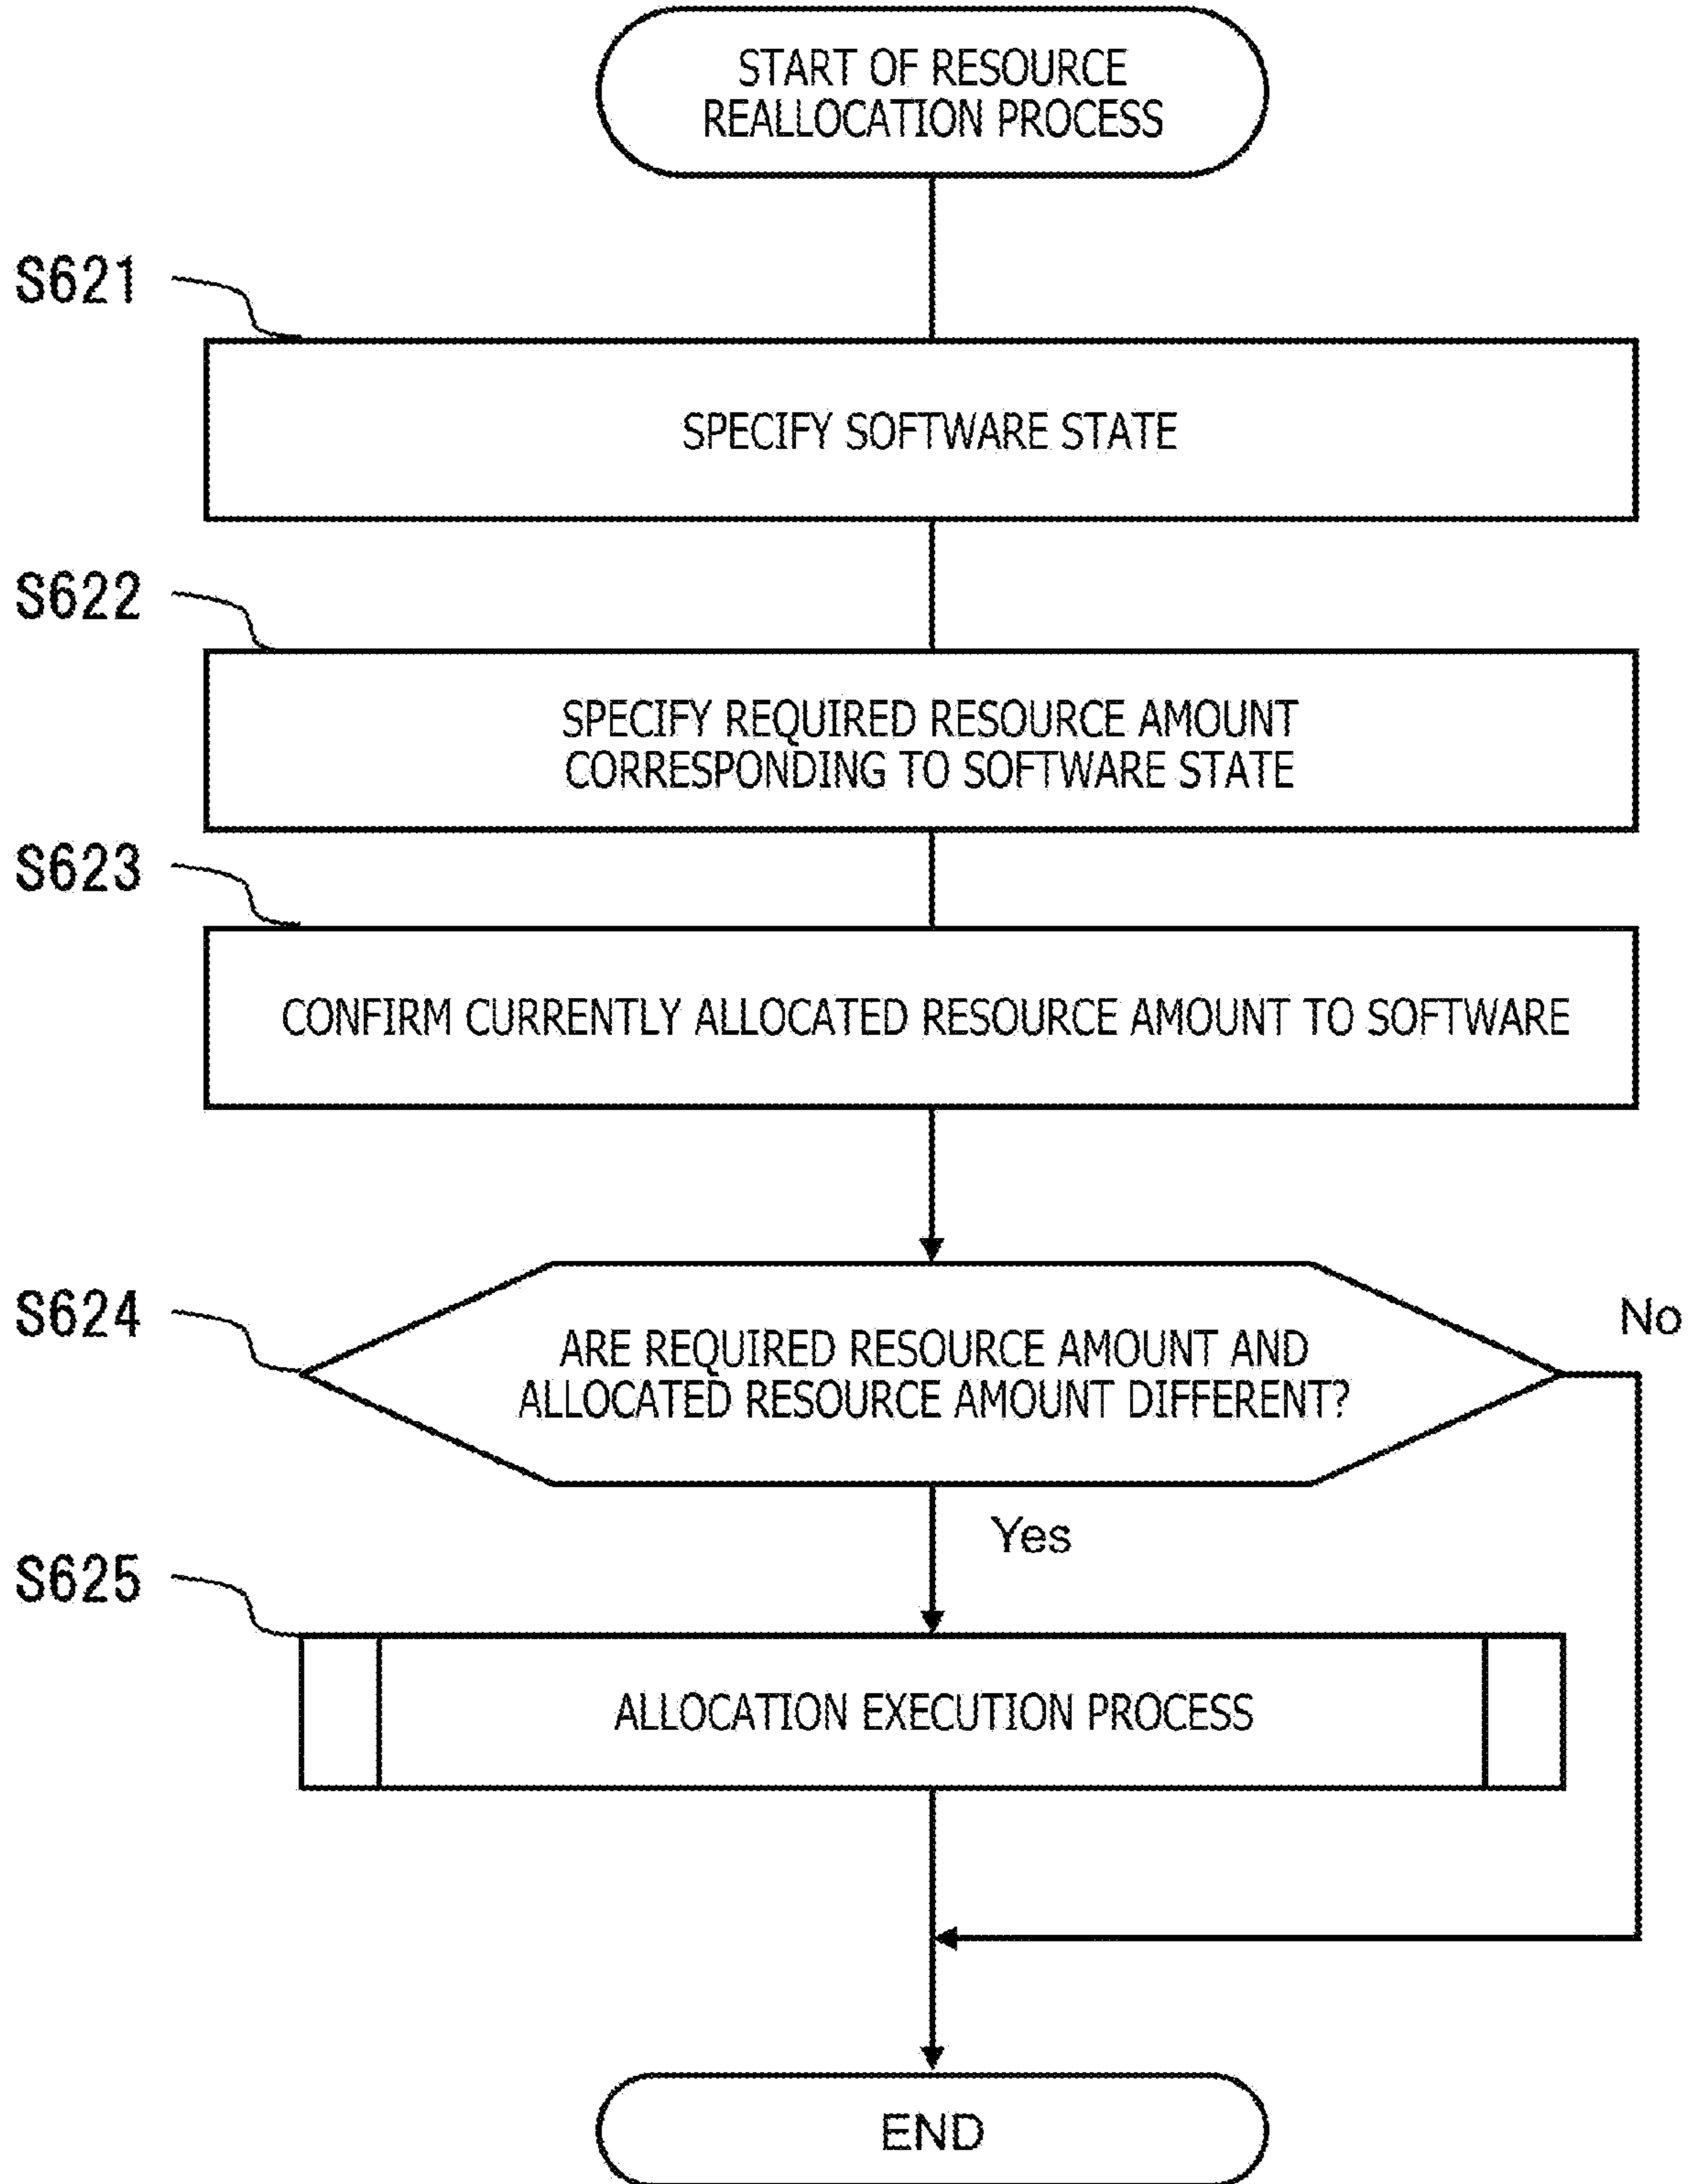 START OF RESOURCE
REALLOCATION PROCESS
S621
SPECIFY SOFTWARE STATE
S622
SPECIFY REQUIRED RESOURCE AMOUNT
CORRESPONDING TO SOFTWARE STATE
S623
CONFIRM CURRENTLY ALLOCATED RESOURCE AMOUNT TO SOFTWARE
S624
ARE REQUIRED RESOURCE AMOUNT AND
ALLOCATED RESOURCE AMOUNT DIFFERENT?
No
Yes
S625
ALLOCATION EXECUTION PROCESS
END